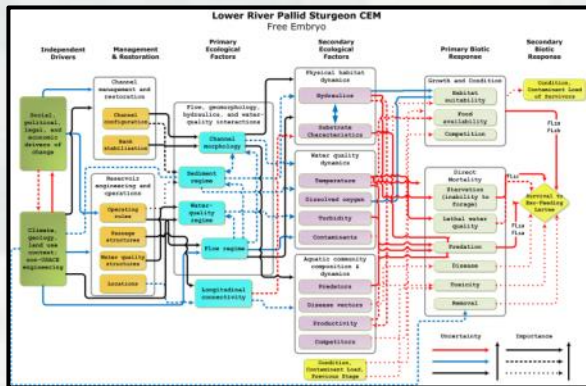 Lower River Pallid Sturgeon CEM
Free Embryo
Independent
Drivers
Management &
Restoration
Primary
Ecological
Factors
Secondary
Ecological
Factors
Primary Biotic
Response
Secondary
Biotic
Response
Social,
political,
legal, and
economic
drivers of
change
Climate,
geology,
land use
context,
non-USACE
engineering
Channel
management and
restoration
Channel
configuration
Bank
stabilization
Reservoir
engineering and
operations
Operating rules
Passage structures
Water quality
structures
Locations
Flow, geomorphology,
hydraulics, and water-
quality interactions
Channel
morphology
Sediment
regime
Water-
quality
regime
Flow regime
Longitudinal
connectivity
Physical habitat
dynamics
Hydraulics
Substrate
Characteristics
Water quality
dynamics
Temperature
Dissolved oxygen
Turbidity
Contaminants
Aquatic community
composition &
dynamics
Predators
Disease vectors
Productivity
Competitors
Condition,
Contaminant Load,
Previous Stage
Growth and Condition
Habitat
suitability
Food
availability
Competition
Direct
Mortality
Starvation
(inability to
forage)
Lethal water
quality
Predation
Disease
Toxicity
Removal
Condition,
Contaminant Load
of Survivors
Survival to
Exo-Feeding
Larvae
Uncertainty
Importance